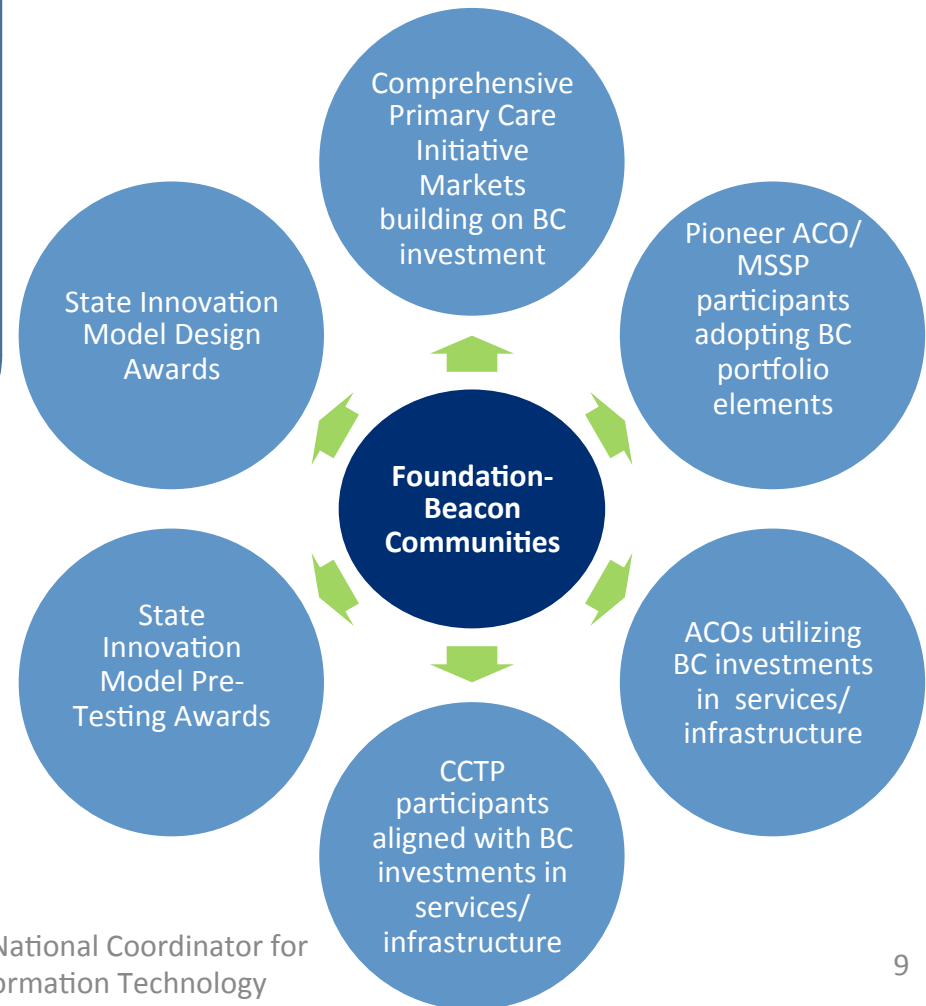 Comprehensive
Primary Care
Initiative
Markets
building on BC
investment
Pioneer ACO/
MSSP
participants
adopting BC
portfolio
elements
ACOs utilizing
BC investments
in services/
infrastructure
CCTP
participants
aligned with BC
investments in
services/
infrastructure
State
Innovation
Model Pre-
Testing Awards
State Innovation
Model Design
Awards
Foundation-
Beacon
Communities
National Coordinator for
ormation Technology
9